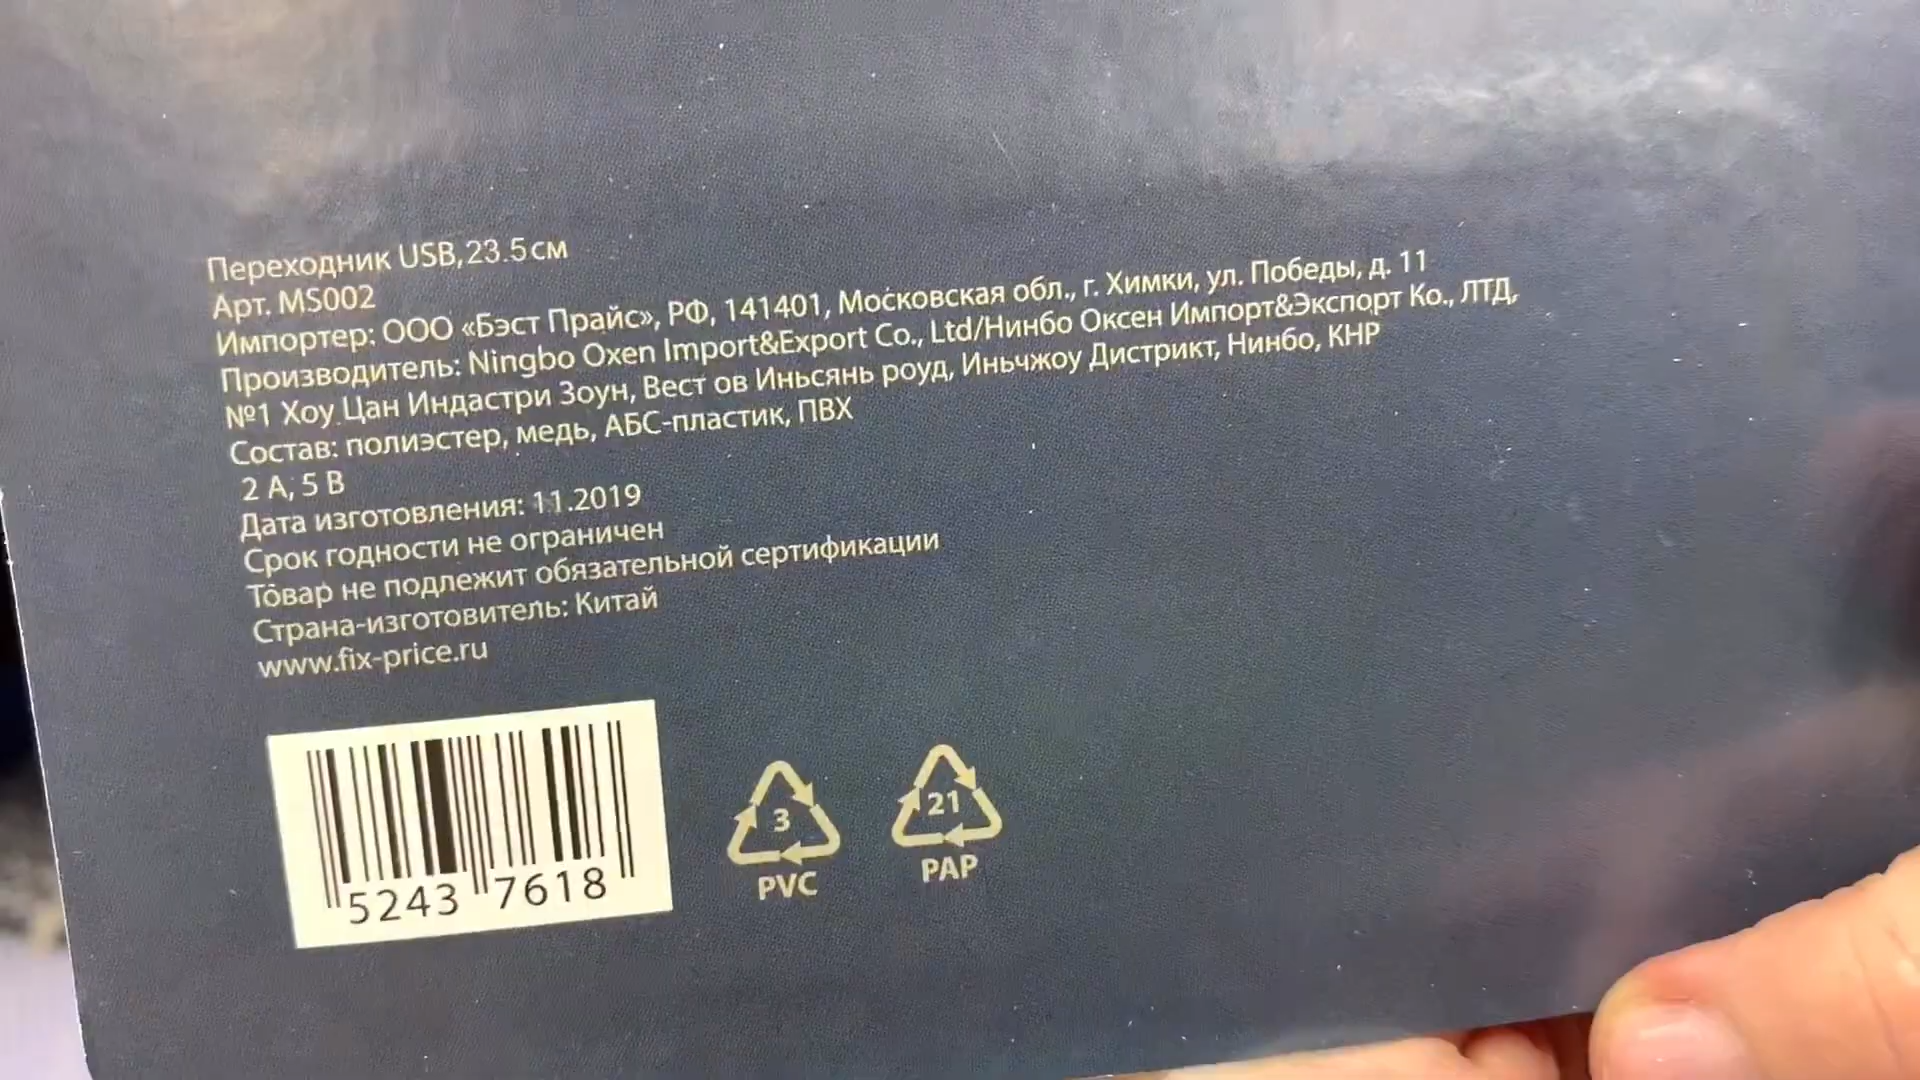 Переходник USB,23.5 см
Арт. MS002
Импортер: ООО «Бэст Прайс», РФ, 141401, Московская обл., г. Химки, ул. Победы, д. 11
Производитель: Ningbo Oxen Import&Export Co., Ltd/Нинбо Оксен Импорт&Экспорт Ко., ЛТД,
№1 Хоу Цан Индастри Зоун, Вест ов Иньсянь роуд, Иньчжоу Дистрикт, Нинбо, КНР
Состав: полиэстер, медь, АБС-пластик, ПВХ
2 А, 5 В
Дата изготовления: 11.2019
Срок годности не ограничен
Товар не подлежит обязательной сертификации
Страна-изготовитель: Китай
www.fix-price.ru
5243 7618
3
PVC
21
PAP